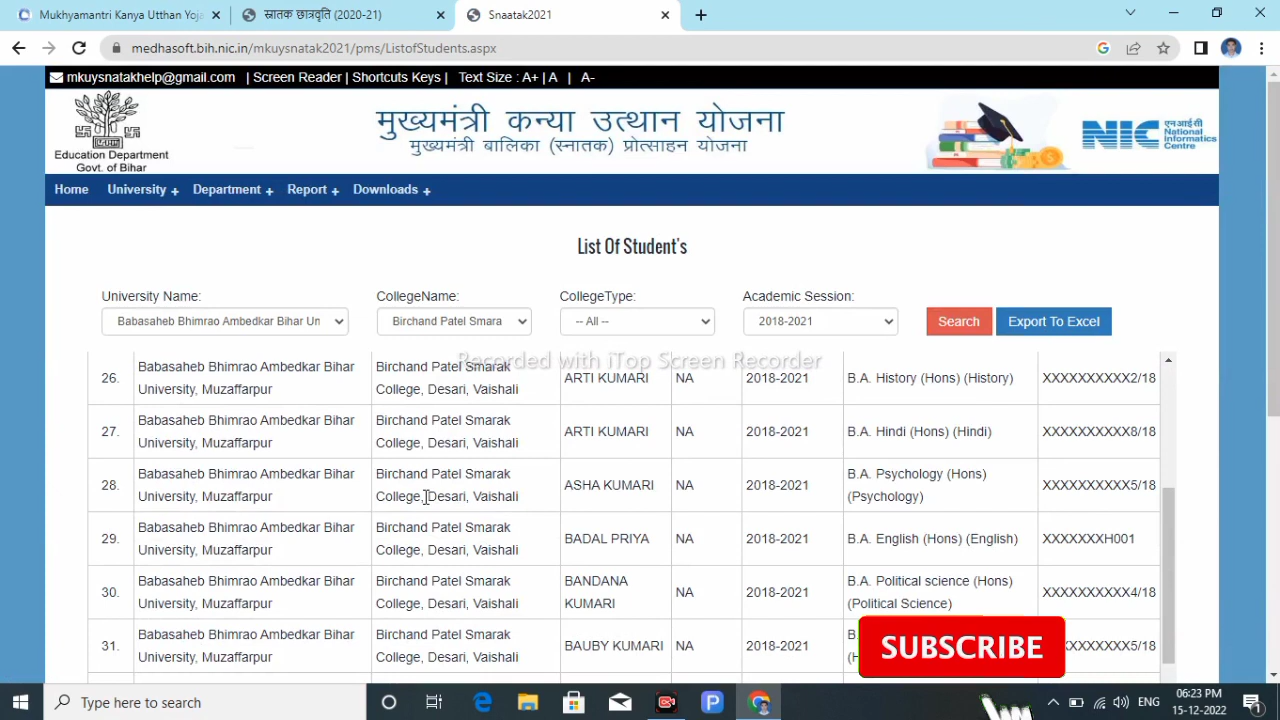 Mukhyamantri Kanya Utthan Yoja
स्नातक छात्रवृति (2020-21)
Snaatak2021
medhasoft.bih.nic.in/mkuysnatak2021/pms/ListofStudents.aspx
mkuysnatakhelp@gmail.com | Screen Reader | Shortcuts Keys | Text Size : A+ | A | A-
मुख्यमंत्री कन्या उत्थान योजना
मुख्यमंत्री बालिका (स्नातक) प्रोत्साहन योजना
Education Department
Govt. of Bihar
NIC
एनआईसी
National
Informatics
Centre
Home University + Department + Report + Downloads +
List Of Student's
University Name: CollegeName: CollegeType: Academic Session:
Babasaheb Bhimrao Ambedkar Bihar Un Birchand Patel Smara -- All -- 2018-2021 Search Export To Excel
Recorded with iTop Screen Recorder
26. Babasaheb Bhimrao Ambedkar Bihar University, Muzaffarpur Birchand Patel Smarak College, Desari, Vaishali ARTI KUMARI NA 2018-2021 B.A. History (Hons) (History) XXXXXXXXXX2/18
27. Babasaheb Bhimrao Ambedkar Bihar University, Muzaffarpur Birchand Patel Smarak College, Desari, Vaishali ARTI KUMARI NA 2018-2021 B.A. Hindi (Hons) (Hindi) XXXXXXXXXX8/18
28. Babasaheb Bhimrao Ambedkar Bihar University, Muzaffarpur Birchand Patel Smarak College, Desari, Vaishali ASHA KUMARI NA 2018-2021 B.A. Psychology (Hons) (Psychology) XXXXXXXXXX5/18
29. Babasaheb Bhimrao Ambedkar Bihar University, Muzaffarpur Birchand Patel Smarak College, Desari, Vaishali BADAL PRIYA NA 2018-2021 B.A. English (Hons) (English) XXXXXXXH001
30. Babasaheb Bhimrao Ambedkar Bihar University, Muzaffarpur Birchand Patel Smarak College, Desari, Vaishali BANDANA KUMARI NA 2018-2021 B.A. Political science (Hons) (Political Science) XXXXXXXXXX4/18
31. Babasaheb Bhimrao Ambedkar Bihar University, Muzaffarpur Birchand Patel Smarak College, Desari, Vaishali BAUBY KUMARI NA 2018-2021
SUBSCRIBE
Type here to search
ENG
06:23 PM
15-12-2022